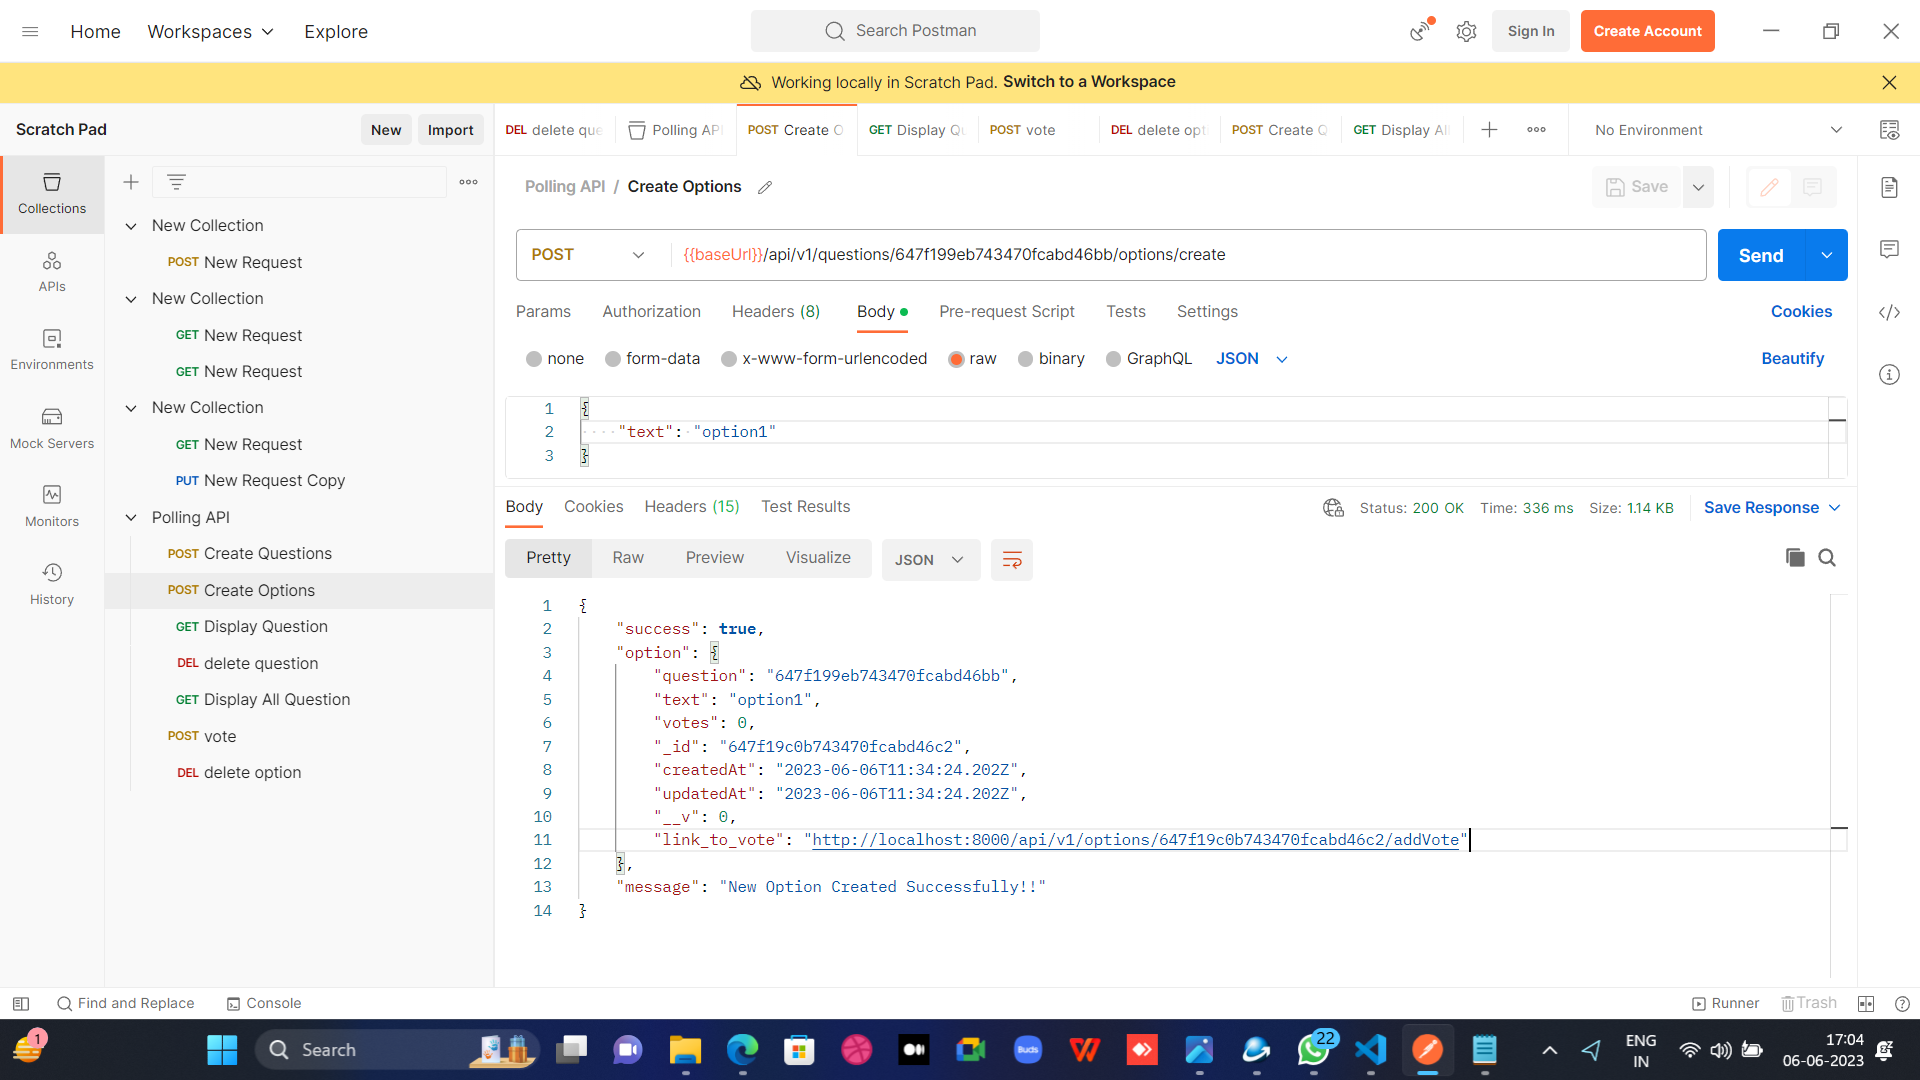 Home
Workspaces
Explore
Search Postman
Sign In
Create Account
Working locally in Scratch Pad. Switch to a Workspace
Scratch Pad
New
Import
DEL delete que
Polling AP
POST Create O
GET Display Qu
POST vote
DEL delete opt
POST Create Q
GET Display All
No Environment
Collections
APIs
Environments
Mock Servers
Monitors
History
New Collection
POST New Request
New Collection
GET New Request
GET New Request
New Collection
GET New Request
PUT New Request Copy
Polling API
POST Create Questions
POST Create Options
GET Display Question
DEL delete question
GET Display All Question
POST vote
DEL delete option
Polling API / Create Options
Save
POST
{{baseUrl}}/api/v1/questions/647f199eb743470fcabd46bb/options/create
Send
Params
Authorization
Headers (8)
Body
Pre-request Script
Tests
Settings
Cookies
none
form-data
x-www-form-urlencoded
raw
binary
GraphQL
JSON
Beautify
1 {
2 "text": "option1"
3 }
Body
Cookies
Headers (15)
Test Results
Status: 200 OK
Time: 336 ms
Size: 1.14 KB
Save Response
Pretty
Raw
Preview
Visualize
JSON
1 {
2 "success": true,
3 "option": {
4 "question": "647f199eb743470fcabd46bb",
5 "text": "option1",
6 "votes": 0,
7 "_id": "647f19c0b743470fcabd46c2",
8 "createdAt": "2023-06-06T11:34:24.202Z",
9 "updatedAt": "2023-06-06T11:34:24.202Z",
10 "__v": 0,
11 "link_to_vote": "http://localhost:8000/api/v1/options/647f19c0b743470fcabd46c2/addVote"
12 },
13 "message": "New Option Created Successfully!!"
14 }
Find and Replace
Console
Runner
Trash
1
Search
Buds
22
ENG
IN
17:04
06-06-2023